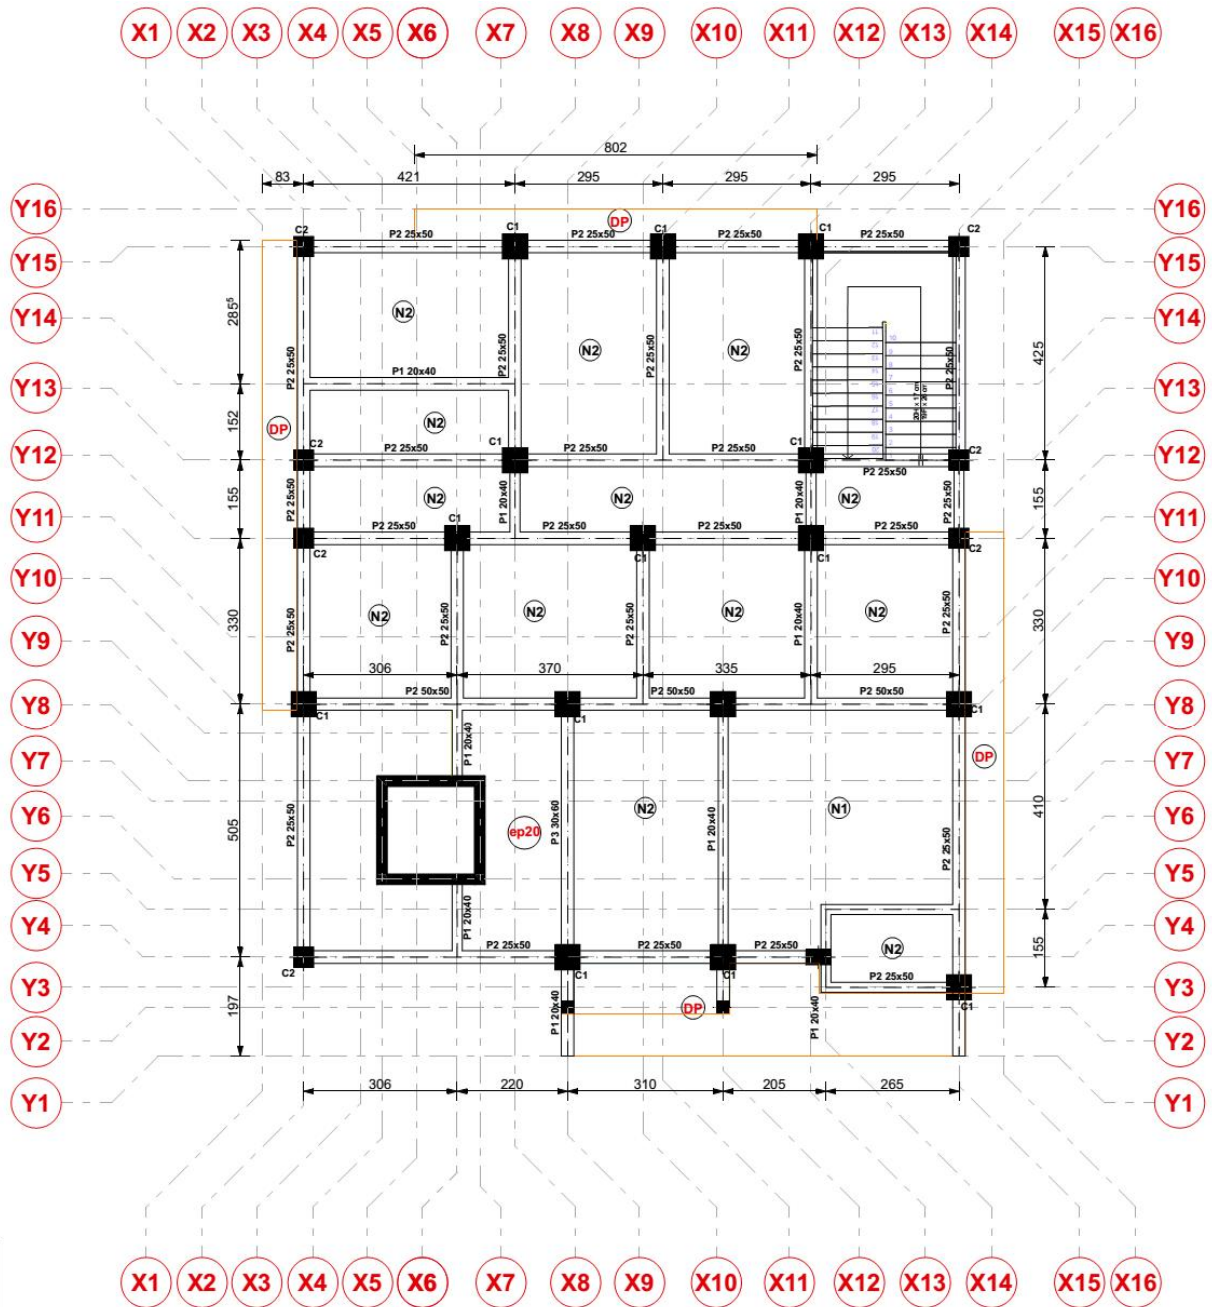 X1 X2 X3 X4 X5 X6 X7 X8 X9 X10 X11 X12 X13 X14 X15 X16
802
83 421 295 295 295
Y16 DP Y16
C2 P2 25x50 C1 P2 25x50 P2 25x50 C1 P2 25x50 C2
Y15 Y15
285⁵ N2 Y14 Y14
P2 25x50 P2 25x50 N2 P2 25x50 N2 P2 25x50 P2 25x50 425
P1 20x40
Y13 Y13
20H x 17 cm
152 DP N2
C2 P2 25x50 C1 P2 25x50 P2 25x50 C1 P2 25x50 C2
Y12 Y12
155 P2 25x50 N2 P1 20x40 N2 P1 20x40 N2 P2 25x50 155
Y11 Y11
C2 P2 25x50 C1 P2 25x50 C1 P2 25x50 C1 P2 25x50 C2
Y10 Y10
330 P2 25x50 N2 P2 25x50 N2 P2 25x50 N2 P1 20x40 N2 P2 25x50 330
Y9 Y9
306 370 335 295
P2 50x50 P2 50x50 P2 50x50
Y8 C1 C1 C1 Y8
P1 20x40 DP
Y7 Y7
505 P2 25x50 ep20 P3 30x60 N2 P1 20x40 N1 P2 25x50 410
Y6 Y6
Y5 Y5
P1 20x40
Y4 P2 25x50 P2 25x50 P2 25x50 N2 155 Y4
C2 C1 C1 P2 25x50
Y3 Y3
197 P1 20x40 DP P1 20x40 C1
Y2 Y2
306 220 310 205 265
Y1 Y1
X1 X2 X3 X4 X5 X6 X7 X8 X9 X10 X11 X12 X13 X14 X15 X16